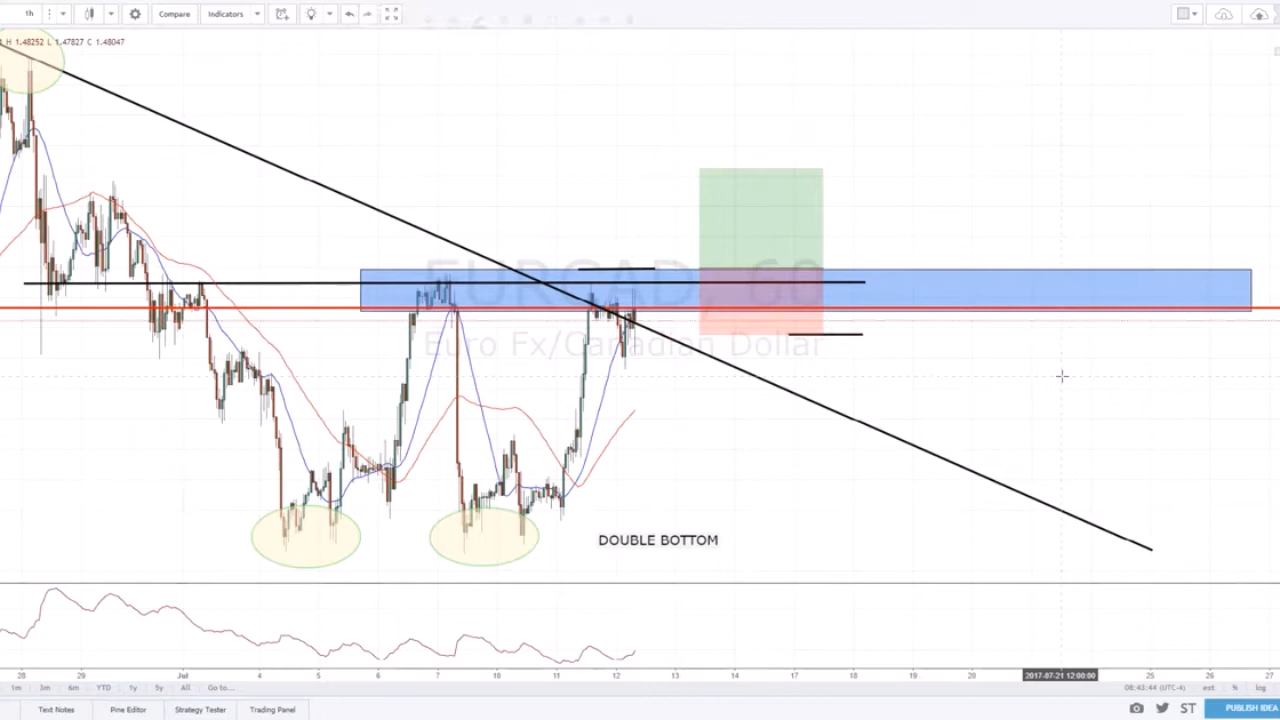 1h Compare Indicators
1 H 1.48252 L 1.47827 C 1.48047
EURCAD, 60
Euro Fx/Canadian Dollar
DOUBLE BOTTOM
28 29 Jul 4 5 6 7 10 11 12 13 14 17 18 19 20 2017-07-21 12:00:00 25 26 27
1m 3m 6m YTD 1y 5y All Go to... 08:43:44 (UTC-4) est % log
Text Notes Pine Editor Strategy Tester Trading Panel ST PUBLISH IDEA